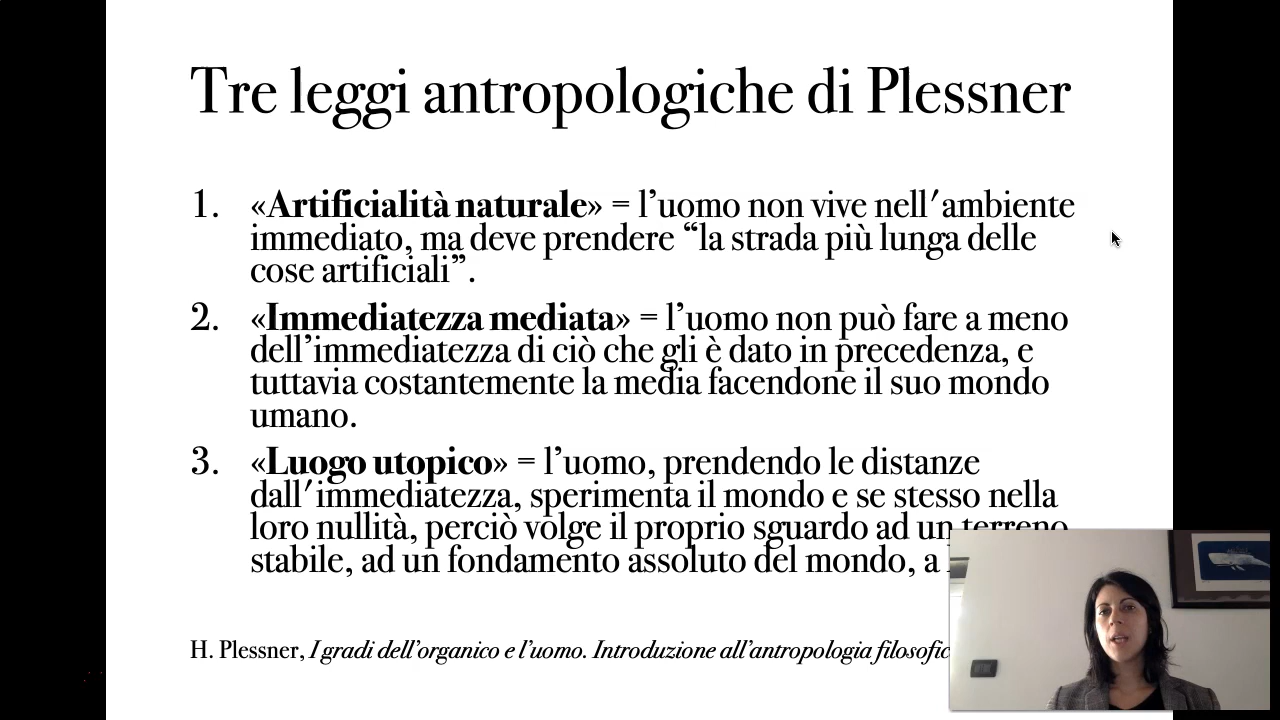 Tre leggi antropologiche di Plessner
1. «Artificialità naturale» = l'uomo non vive nell'ambiente
immediato, ma deve prendere “la strada più lunga delle
cose artificiali”.
2. «Immediatezza mediata» = l'uomo non può fare a meno
dell'immediatezza di ciò che gli è dato in precedenza, e
tuttavia costantemente la media facendone il suo mondo
umano.
3. «Luogo utopico» = l'uomo, prendendo le distanze
dall'immediatezza, sperimenta il mondo e se stesso nella
loro nullità, perciò volge il proprio sguardo ad un terreno
stabile, ad un fondamento assoluto del mondo, a
H. Plessner, I gradi dell'organico e l'uomo. Introduzione all'antropologia